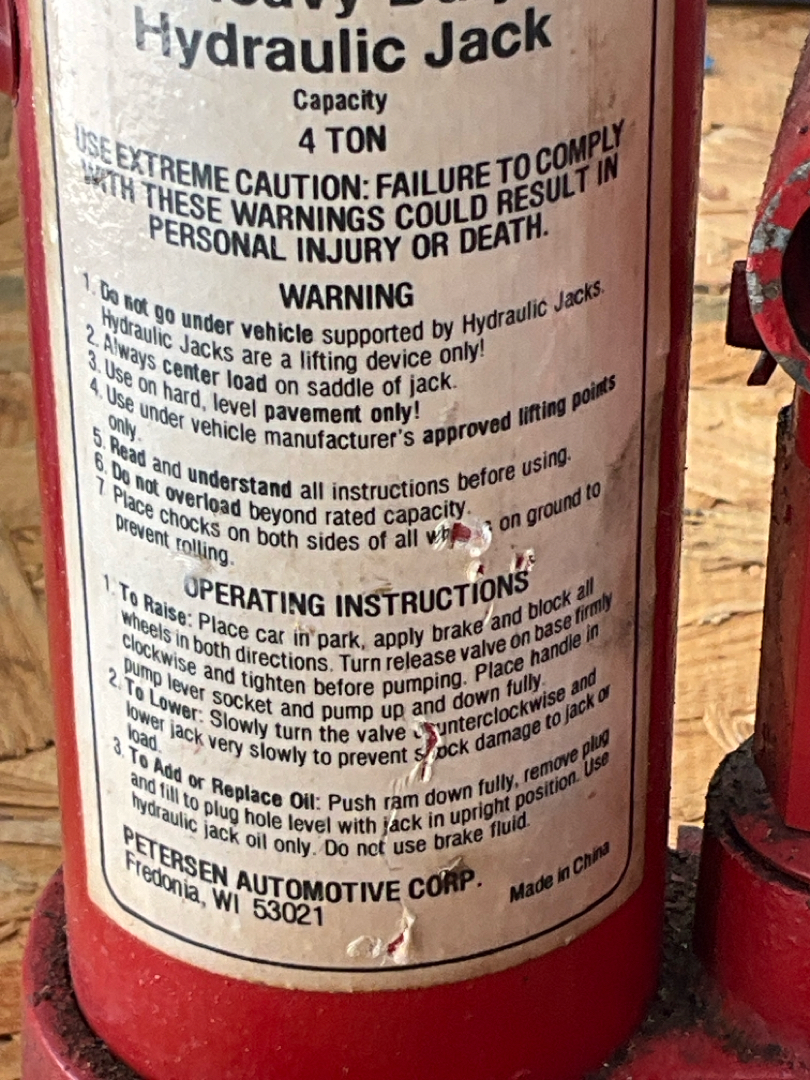 Heavy Duty
Hydraulic Jack
Capacity
4 TON
USE EXTREME CAUTION: FAILURE TO COMPLY
WITH THESE WARNINGS COULD RESULT IN
PERSONAL INJURY OR DEATH.
WARNING
1. Do not go under vehicle supported by Hydraulic Jacks.
Hydraulic Jacks are a lifting device only!
2. Always center load on saddle of jack.
3. Use on hard, level pavement only!
4. Use under vehicle manufacturer's approved lifting points
only.
5. Read and understand all instructions before using.
6. Do not overload beyond rated capacity.
7. Place chocks on both sides of all on ground to
prevent rolling.
OPERATING INSTRUCTIONS
1. To Raise: Place car in park, apply brake and block all
wheels in both directions. Turn release valve on base firmly
clockwise and tighten before pumping. Place handle in
pump lever socket and pump up and down fully.
2. To Lower: Slowly turn the valve counterclockwise and
lower jack very slowly to prevent shock damage to jack or
load.
3. To Add or Replace Oil: Push ram down fully, remove plug
and fill to plug hole level with jack in upright position. Use
hydraulic jack oil only. Do not use brake fluid.
PETERSEN AUTOMOTIVE CORP.
Fredonia, WI 53021
Made in China